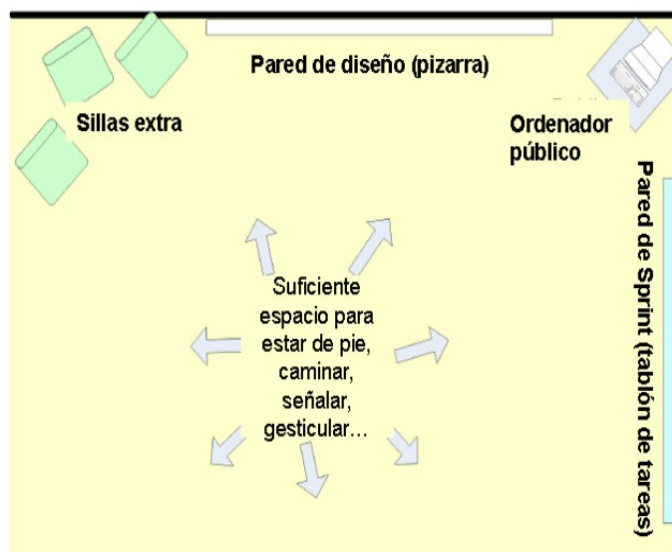 Pared de diseño (pizarra)
Sillas extra
Ordenador
público
Pared de Sprint (tablón de tareas)
Suficiente
espacio para
estar de pie,
caminar,
señalar,
gesticular...